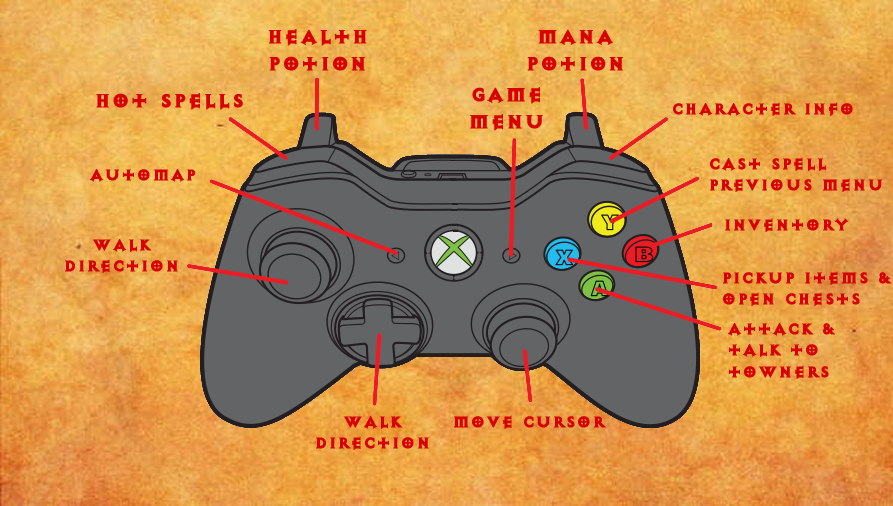 HEALTH
POTION
MANA
POTION
HOT SPELLS
GAME
MENU
CHARACTER INFO
AUTOMAP
CAST SPELL
PREVIOUS MENU
WALK
DIRECTION
INVENTORY
Y
B
X
A
PICKUP ITEMS &
OPEN CHESTS
ATTACK &
TALK TO
TOWNERS
WALK
DIRECTION
MOVE CURSOR